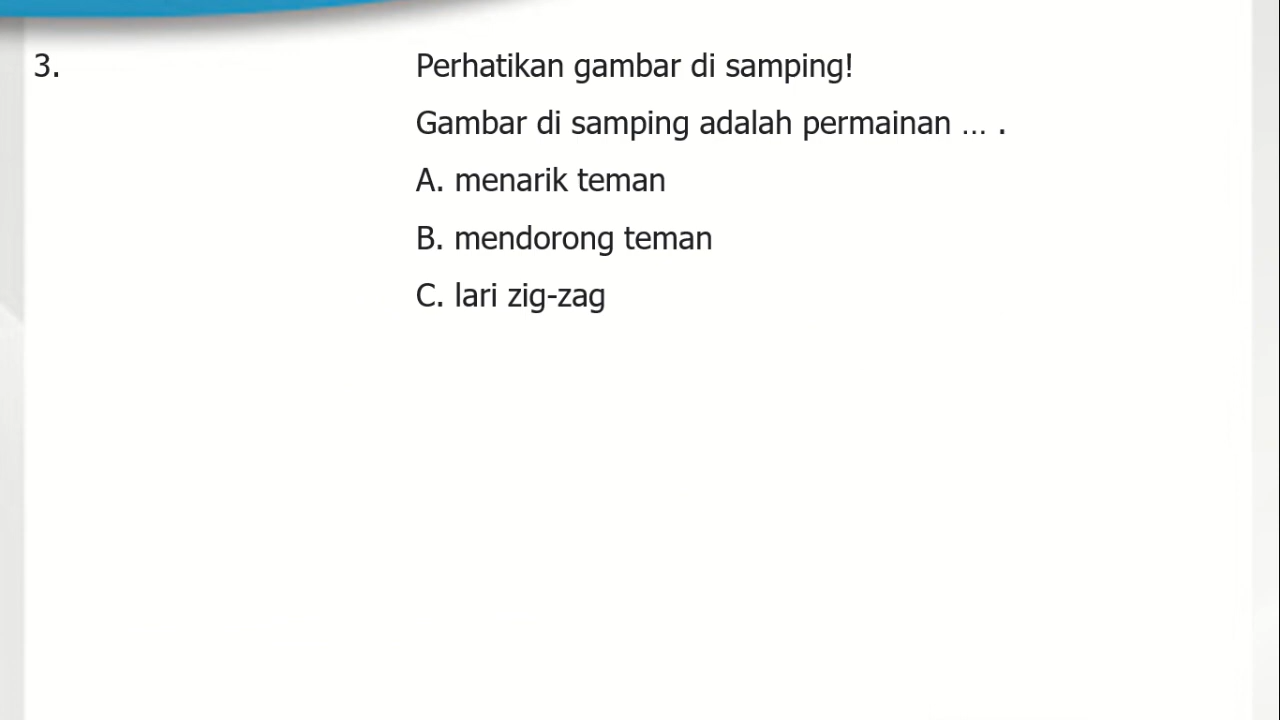 3.
Perhatikan gambar di samping!
Gambar di samping adalah permainan ... .
A. menarik teman
B. mendorong teman
C. lari zig-zag